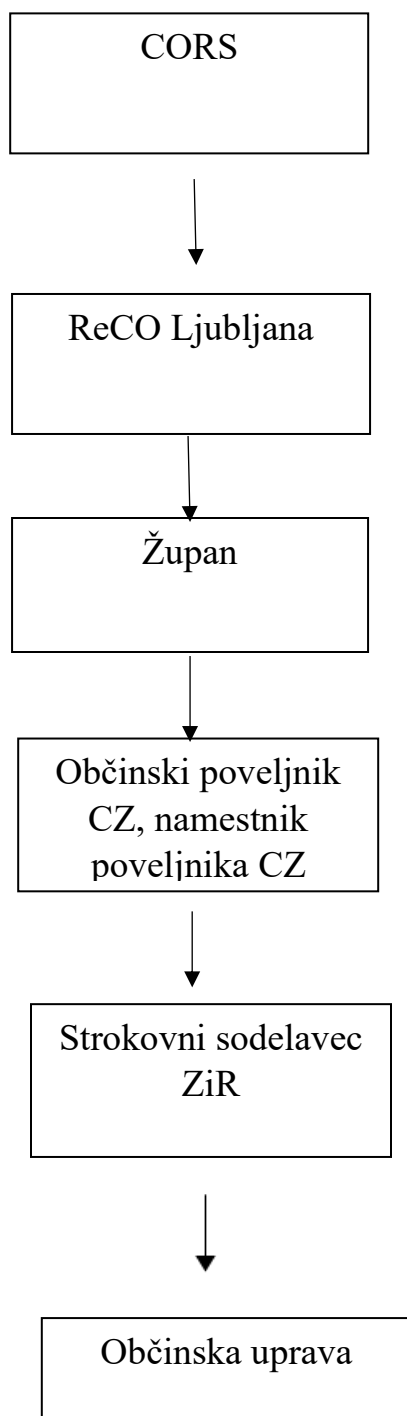 CORS
ReCO Ljubljana
Župan
Občinski poveljnik
CZ, namestnik
poveljnika CZ
Strokovni sodelavec
ZiR
Občinska uprava